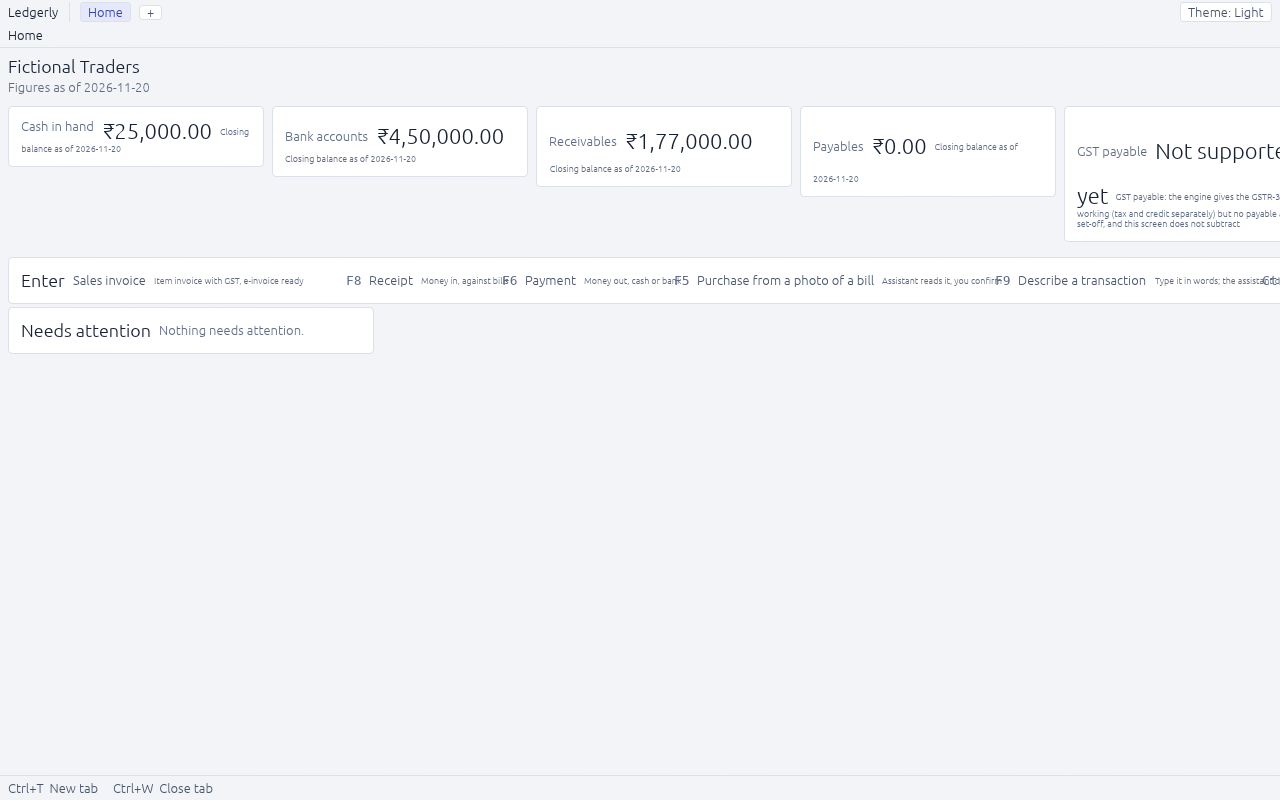 Ledgerly Home + Theme: Light
Home
Fictional Traders
Figures as of 2026-11-20
Cash in hand ₹25,000.00 Closing
balance as of 2026-11-20
Bank accounts ₹4,50,000.00
Closing balance as of 2026-11-20
Receivables ₹1,77,000.00
Closing balance as of 2026-11-20
Payables ₹0.00 Closing balance as of
2026-11-20
GST payable Not supporte
yet GST payable: the engine gives the GSTR-3
working (tax and credit separately) but no payable
set-off, and this screen does not subtract
Enter Sales invoice Item invoice with GST, e-invoice ready F8 Receipt Money in, against bill F6 Payment Money out, cash or bank F5 Purchase from a photo of a bill Assistant reads it, you confirm F9 Describe a transaction Type it in words; the assistant
Needs attention Nothing needs attention.
Ctrl+T New tab Ctrl+W Close tab